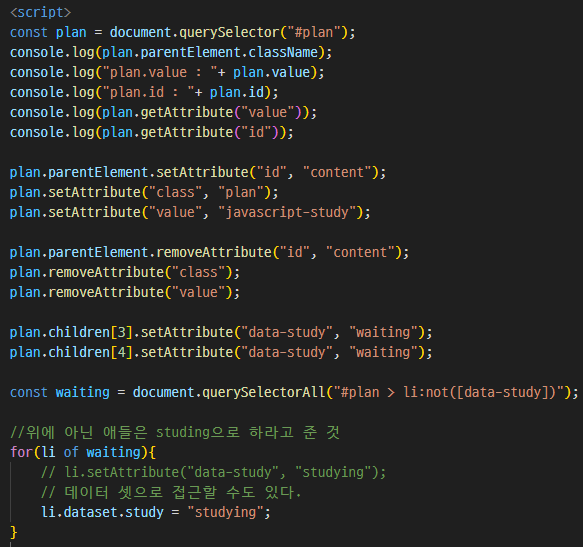 <script>
const plan = document.querySelector("#plan");
console.log(plan.parentElement.className);
console.log("plan.value : "+ plan.value);
console.log("plan.id : "+ plan.id);
console.log(plan.getAttribute("value"));
console.log(plan.getAttribute("id"));

plan.parentElement.setAttribute("id", "content");
plan.setAttribute("class", "plan");
plan.setAttribute("value", "javascript-study");

plan.parentElement.removeAttribute("id", "content");
plan.removeAttribute("class");
plan.removeAttribute("value");

plan.children[3].setAttribute("data-study", "waiting");
plan.children[4].setAttribute("data-study", "waiting");

const waiting = document.querySelectorAll("#plan > li:not([data-study])");

//위에 아닌 애들은 studing으로 하라고 준 것
for(li of waiting){
    // li.setAttribute("data-study", "studying");
    // 데이터 셋으로 접근할 수도 있다.
    li.dataset.study = "studying";
}